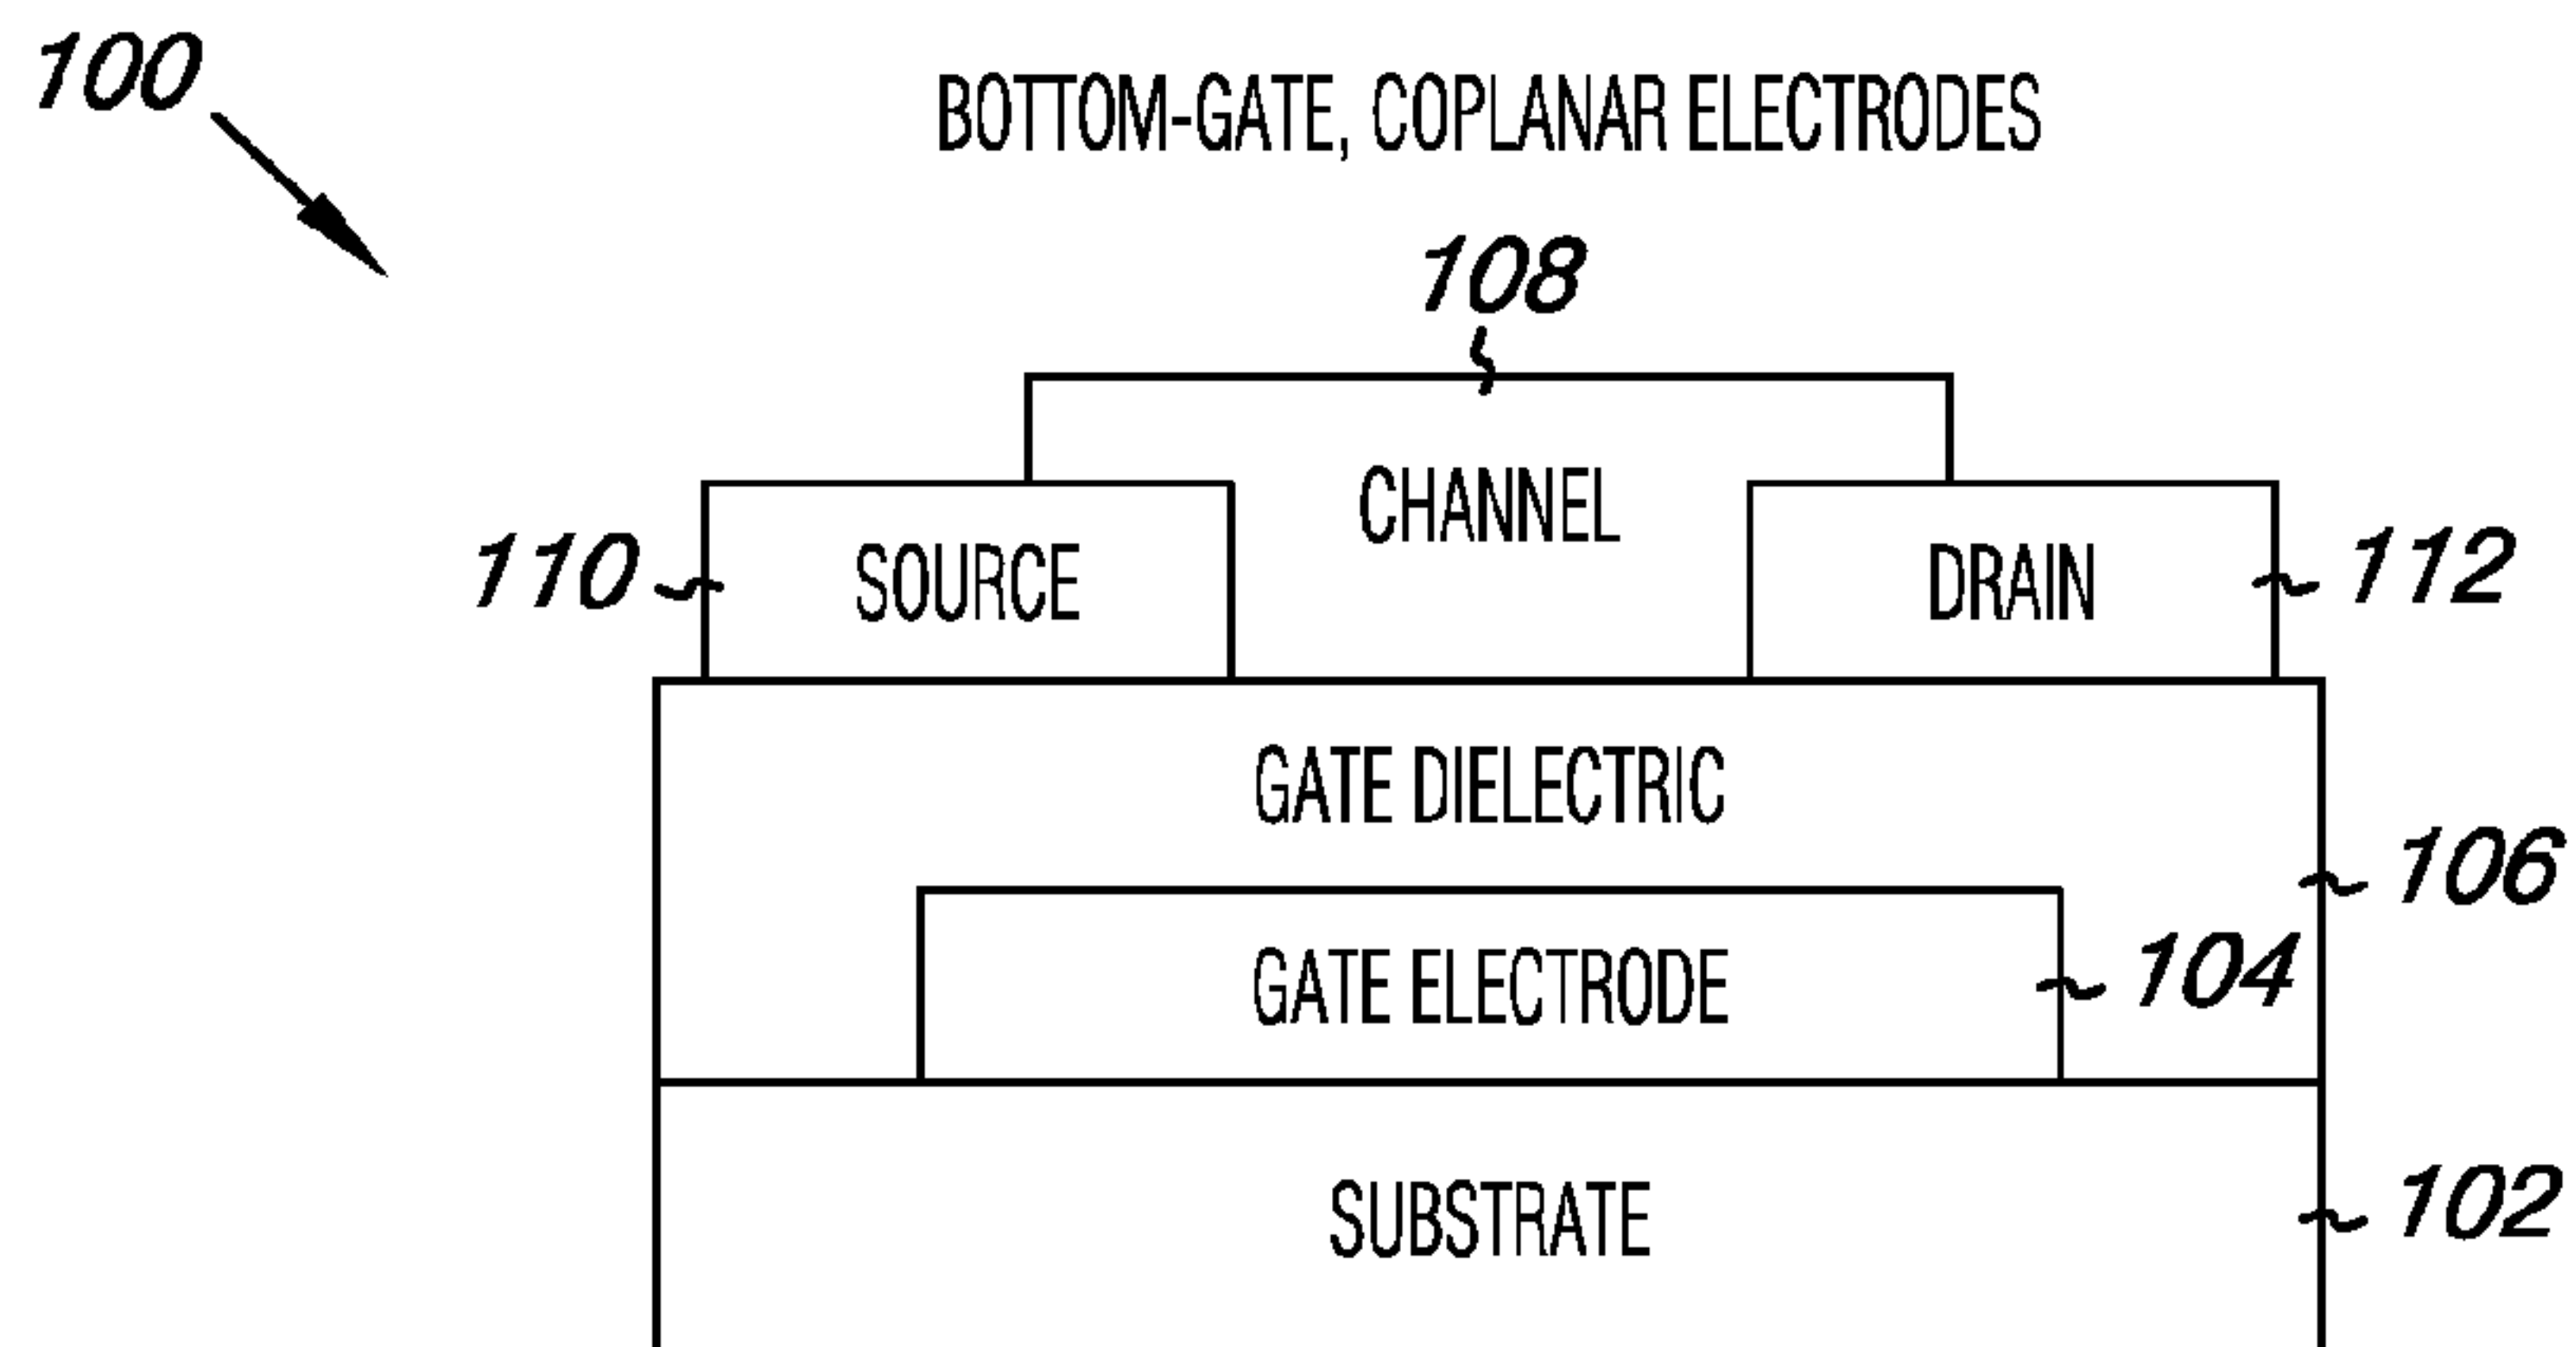 100
BOTTOM-GATE, COPLANAR ELECTRODES
108
CHANNEL
110 SOURCE DRAIN 112
GATE DIELECTRIC
106
GATE ELECTRODE 104
SUBSTRATE 102